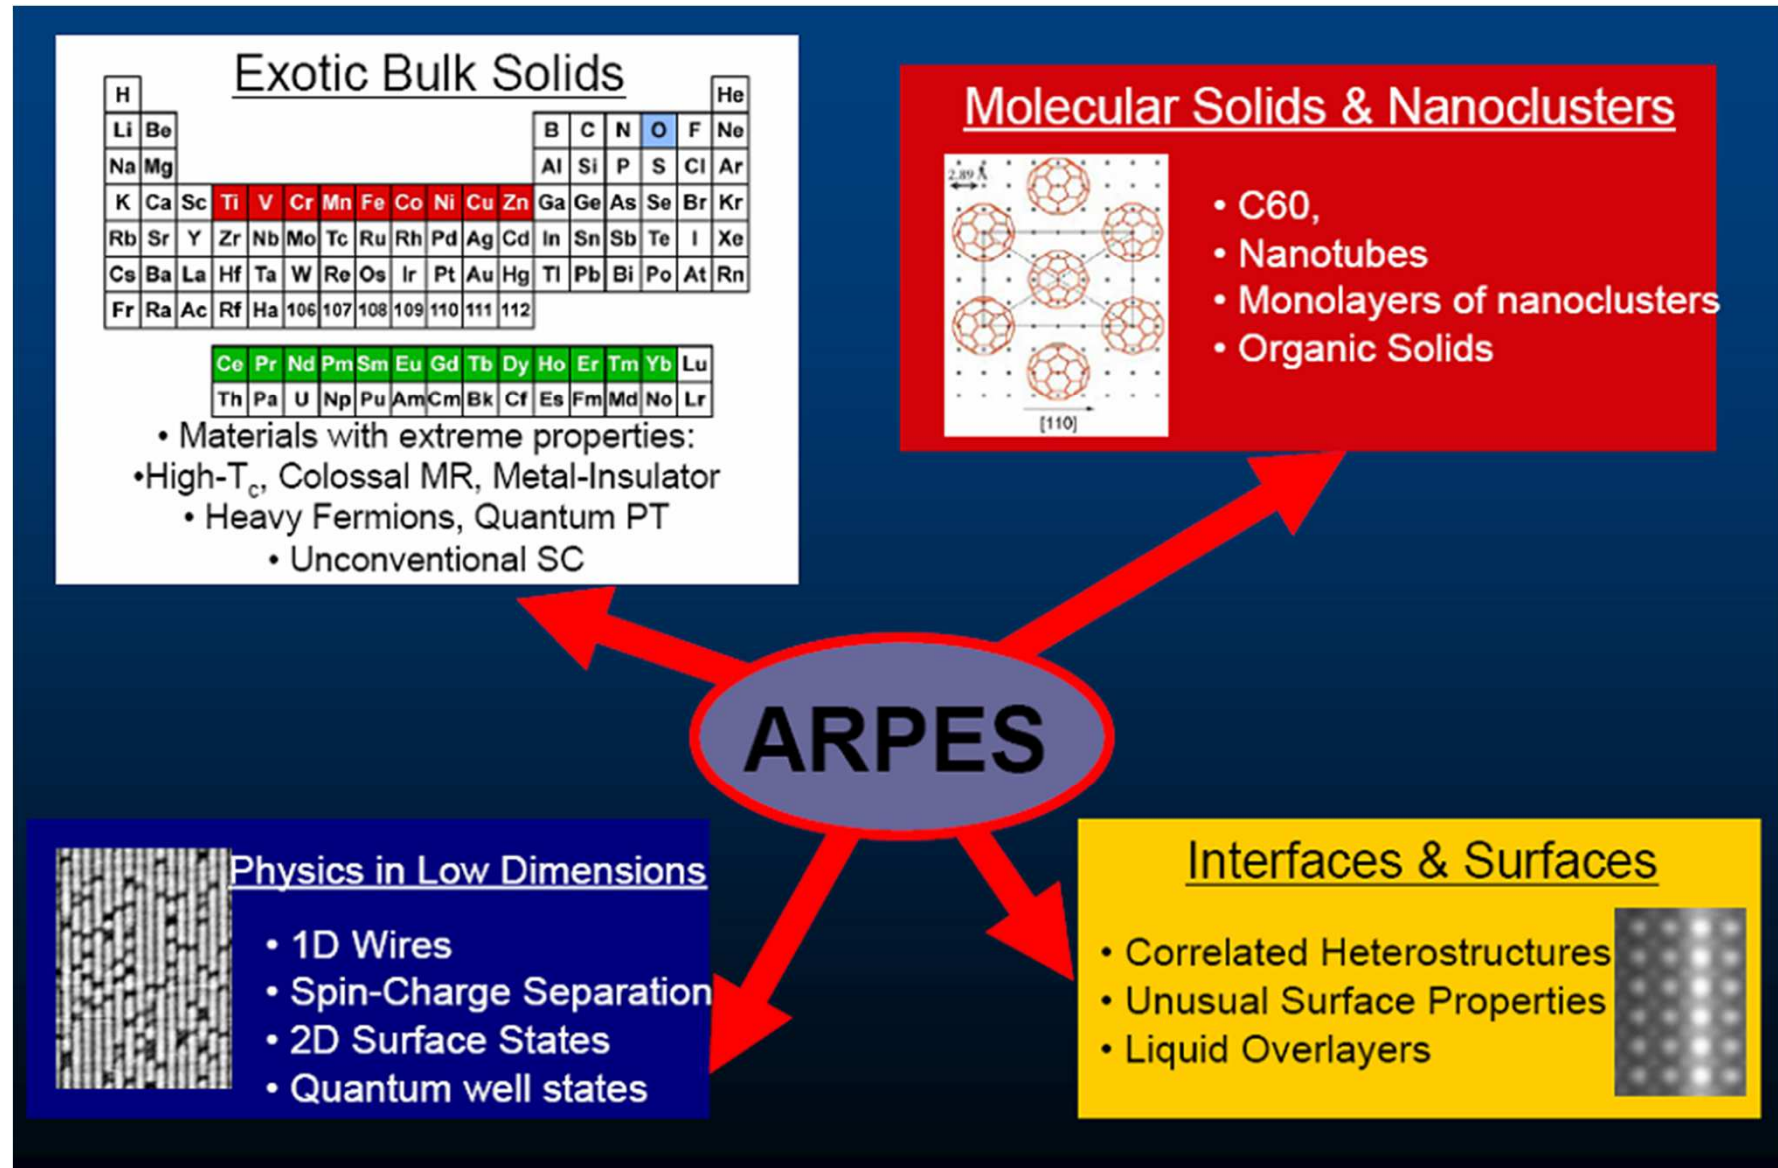 Exotic Bulk Solids
H He
Li Be B C N O F Ne
Na Mg Al Si P S Cl Ar
K Ca Sc Ti V Cr Mn Fe Co Ni Cu Zn Ga Ge As Se Br Kr
Rb Sr Y Zr Nb Mo Tc Ru Rh Pd Ag Cd In Sn Sb Te I Xe
Cs Ba La Hf Ta W Re Os Ir Pt Au Hg Tl Pb Bi Po At Rn
Fr Ra Ac Rf Ha 106 107 108 109 110 111 112
Ce Pr Nd Pm Sm Eu Gd Tb Dy Ho Er Tm Yb Lu
Th Pa U Np Pu Am Cm Bk Cf Es Fm Md No Lr
• Materials with extreme properties:
•High-Tc, Colossal MR, Metal-Insulator
• Heavy Fermions, Quantum PT
• Unconventional SC
Molecular Solids & Nanoclusters
2.89 Å
[110]
• C60,
• Nanotubes
• Monolayers of nanoclusters
• Organic Solids
ARPES
Physics in Low Dimensions
• 1D Wires
• Spin-Charge Separation
• 2D Surface States
• Quantum well states
Interfaces & Surfaces
• Correlated Heterostructures
• Unusual Surface Properties
• Liquid Overlayers